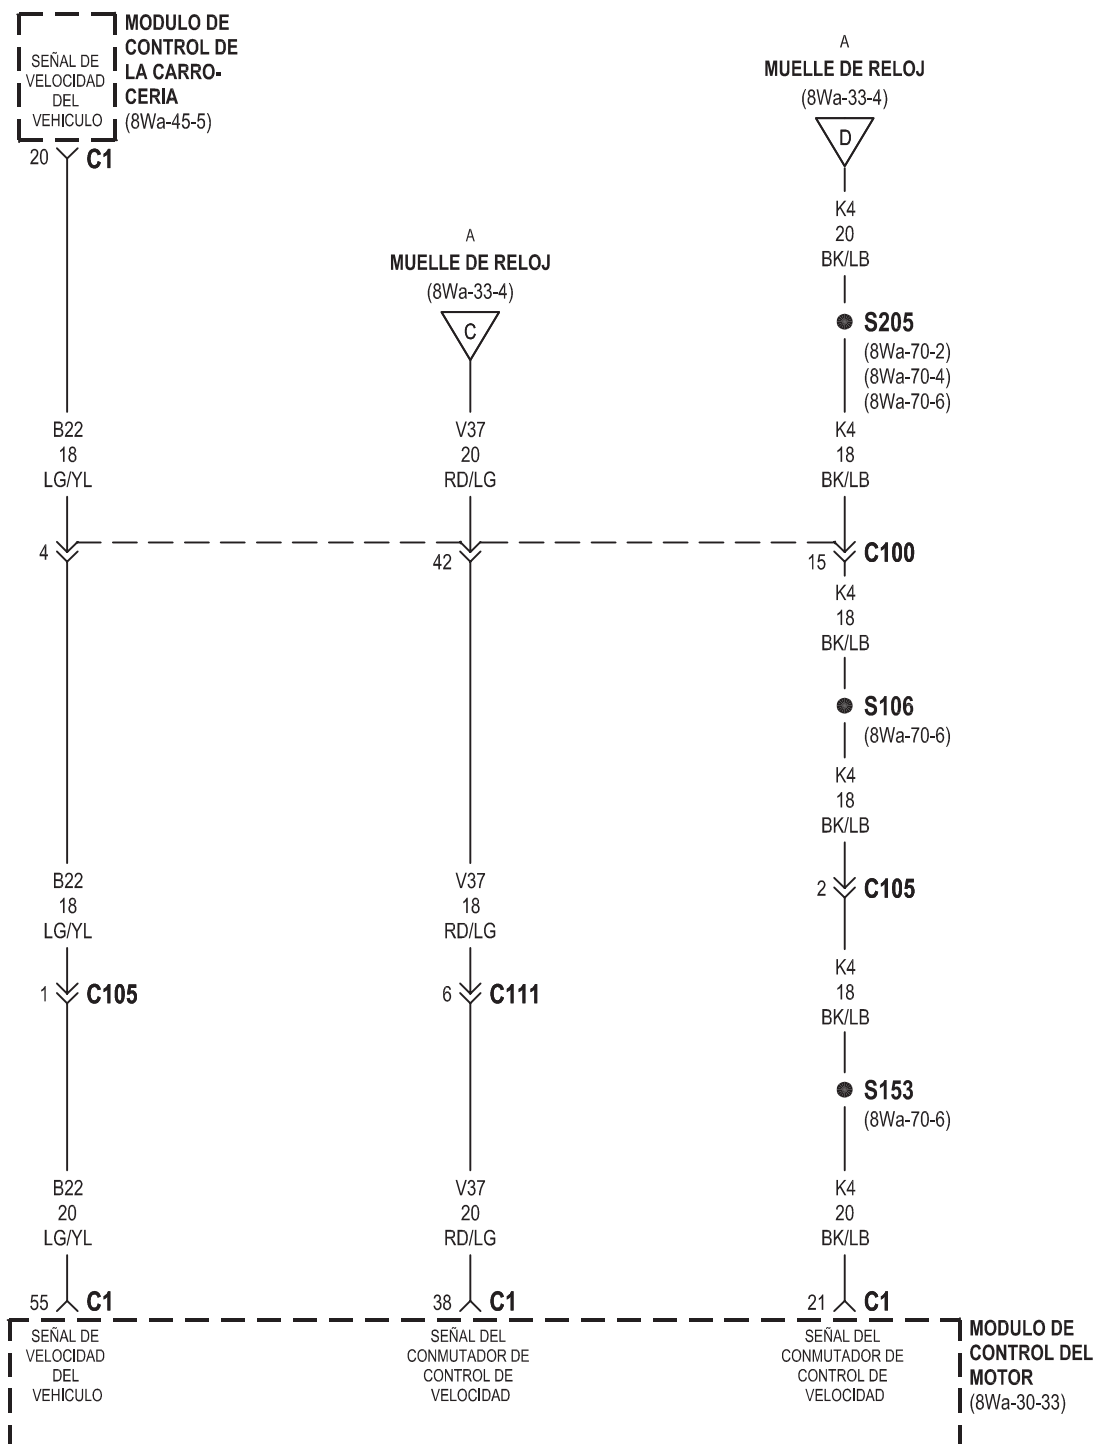 MODULO DE
CONTROL DE
LA CARRO-
CERIA
(8Wa-45-5)
SEÑAL DE
VELOCIDAD
DEL
VEHICULO
20 C1
A
MUELLE DE RELOJ
(8Wa-33-4)
D
K4
20
BK/LB
A
MUELLE DE RELOJ
(8Wa-33-4)
C
S205
(8Wa-70-2)
(8Wa-70-4)
(8Wa-70-6)
B22
18
LG/YL
V37
20
RD/LG
K4
18
BK/LB
4
42
15 C100
K4
18
BK/LB
S106
(8Wa-70-6)
K4
18
BK/LB
B22
18
LG/YL
V37
18
RD/LG
2 C105
K4
18
BK/LB
1 C105
6 C111
S153
(8Wa-70-6)
B22
20
LG/YL
V37
20
RD/LG
K4
20
BK/LB
55 C1
38 C1
21 C1
SEÑAL DE
VELOCIDAD
DEL
VEHICULO
SEÑAL DEL
CONMUTADOR DE
CONTROL DE
VELOCIDAD
SEÑAL DEL
CONMUTADOR DE
CONTROL DE
VELOCIDAD
MODULO DE
CONTROL DEL
MOTOR
(8Wa-30-33)